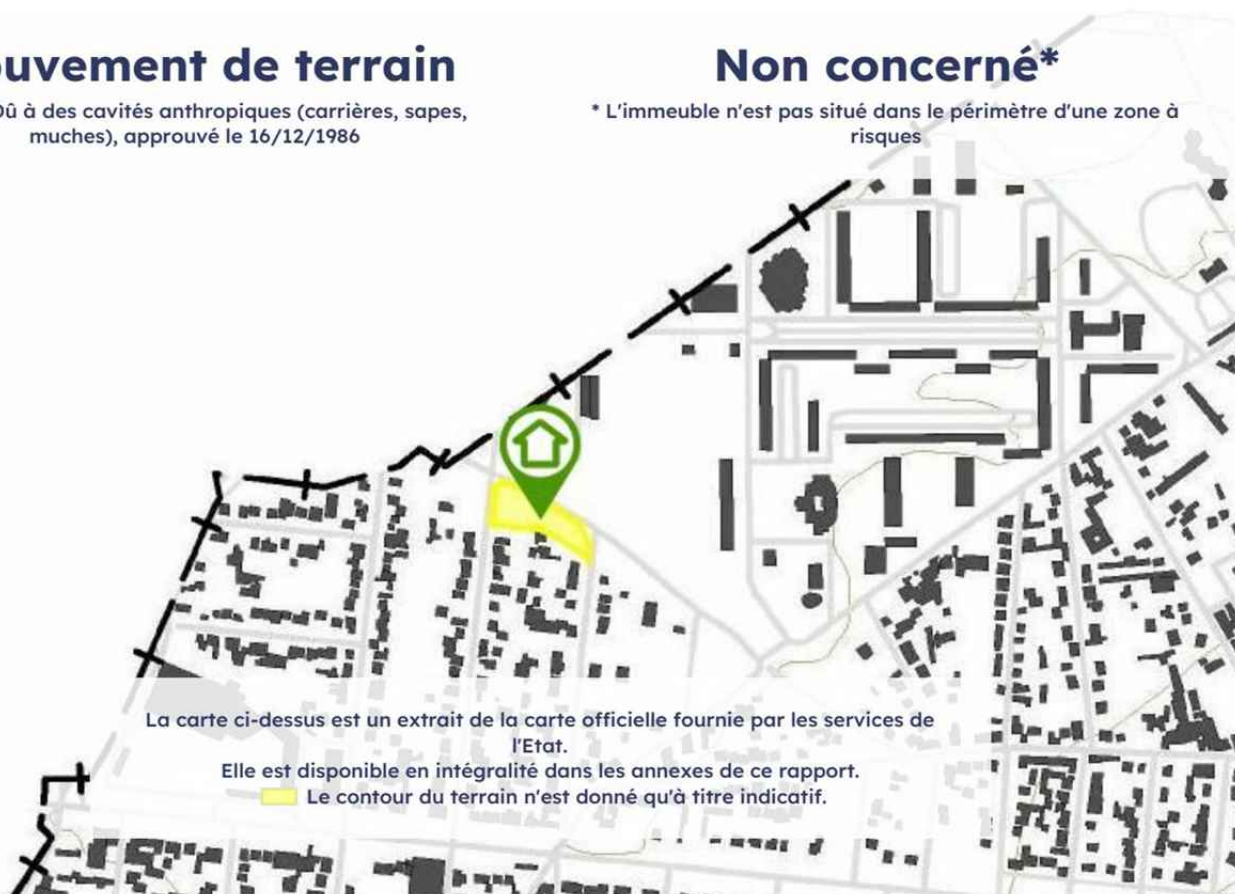 ouvement de terrain
Non concerné*
Dû à des cavités anthropiques (carrières, sapes,
muches), approuvé le 16/12/1986
* L'immeuble n'est pas situé dans le périmètre d'une zone à
risques
La carte ci-dessus est un extrait de la carte officielle fournie par les services de
l'Etat.
Elle est disponible en intégralité dans les annexes de ce rapport.
Le contour du terrain n'est donné qu'à titre indicatif.